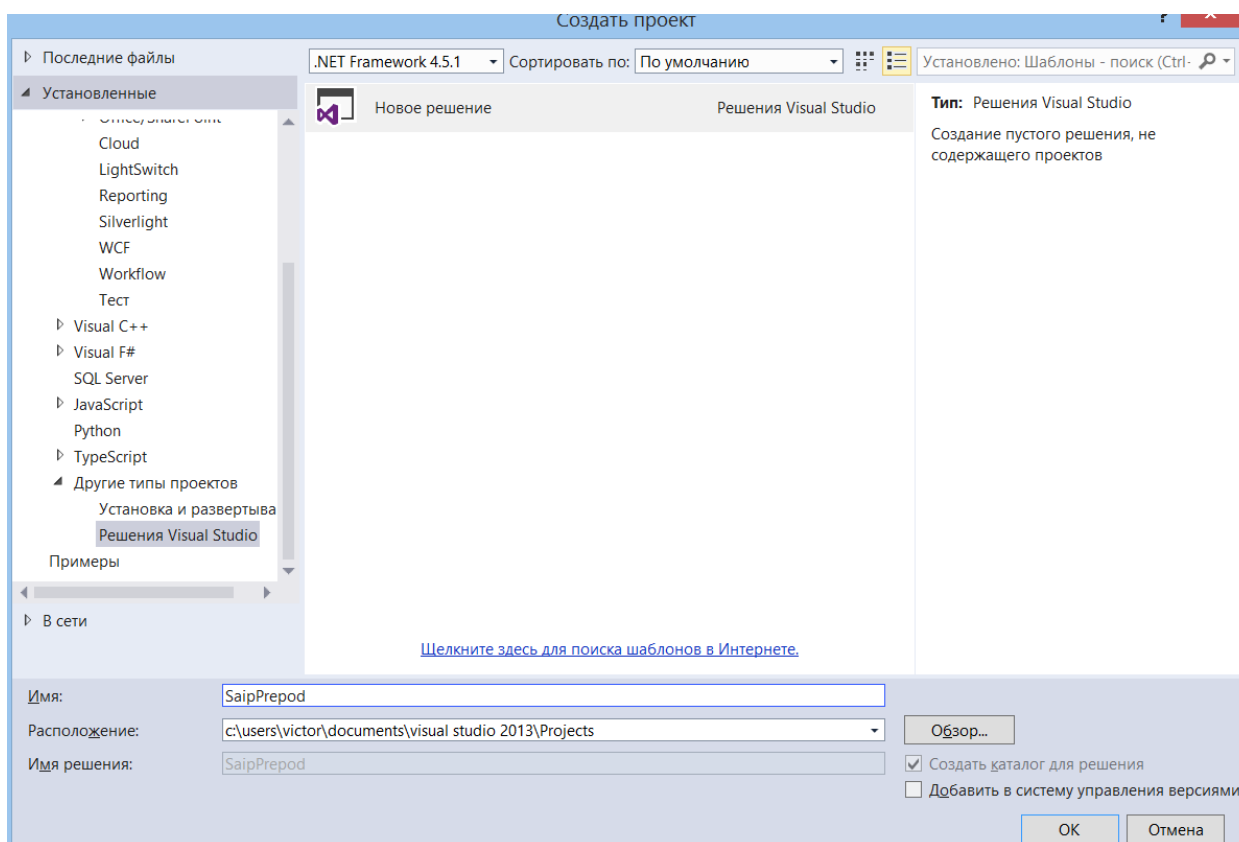 Создать проект
?
Последние файлы
.NET Framework 4.5.1 Сортировать по: По умолчанию Установлено: Шаблоны - поиск (Ctrl-
Установленные
Новое решение Решения Visual Studio
Тип: Решения Visual Studio
Создание пустого решения, не
содержащего проектов
Office/SharePoint
Cloud
LightSwitch
Reporting
Silverlight
WCF
Workflow
Тест
Visual C++
Visual F#
SQL Server
JavaScript
Python
TypeScript
Другие типы проектов
Установка и развертыва
Решения Visual Studio
Примеры
В сети
Щелкните здесь для поиска шаблонов в Интернете.
Имя: SaipPrepod
Расположение: c:\users\victor\documents\visual studio 2013\Projects Обзор...
Имя решения: SaipPrepod
Создать каталог для решения
Добавить в систему управления версиями
ОК Отмена